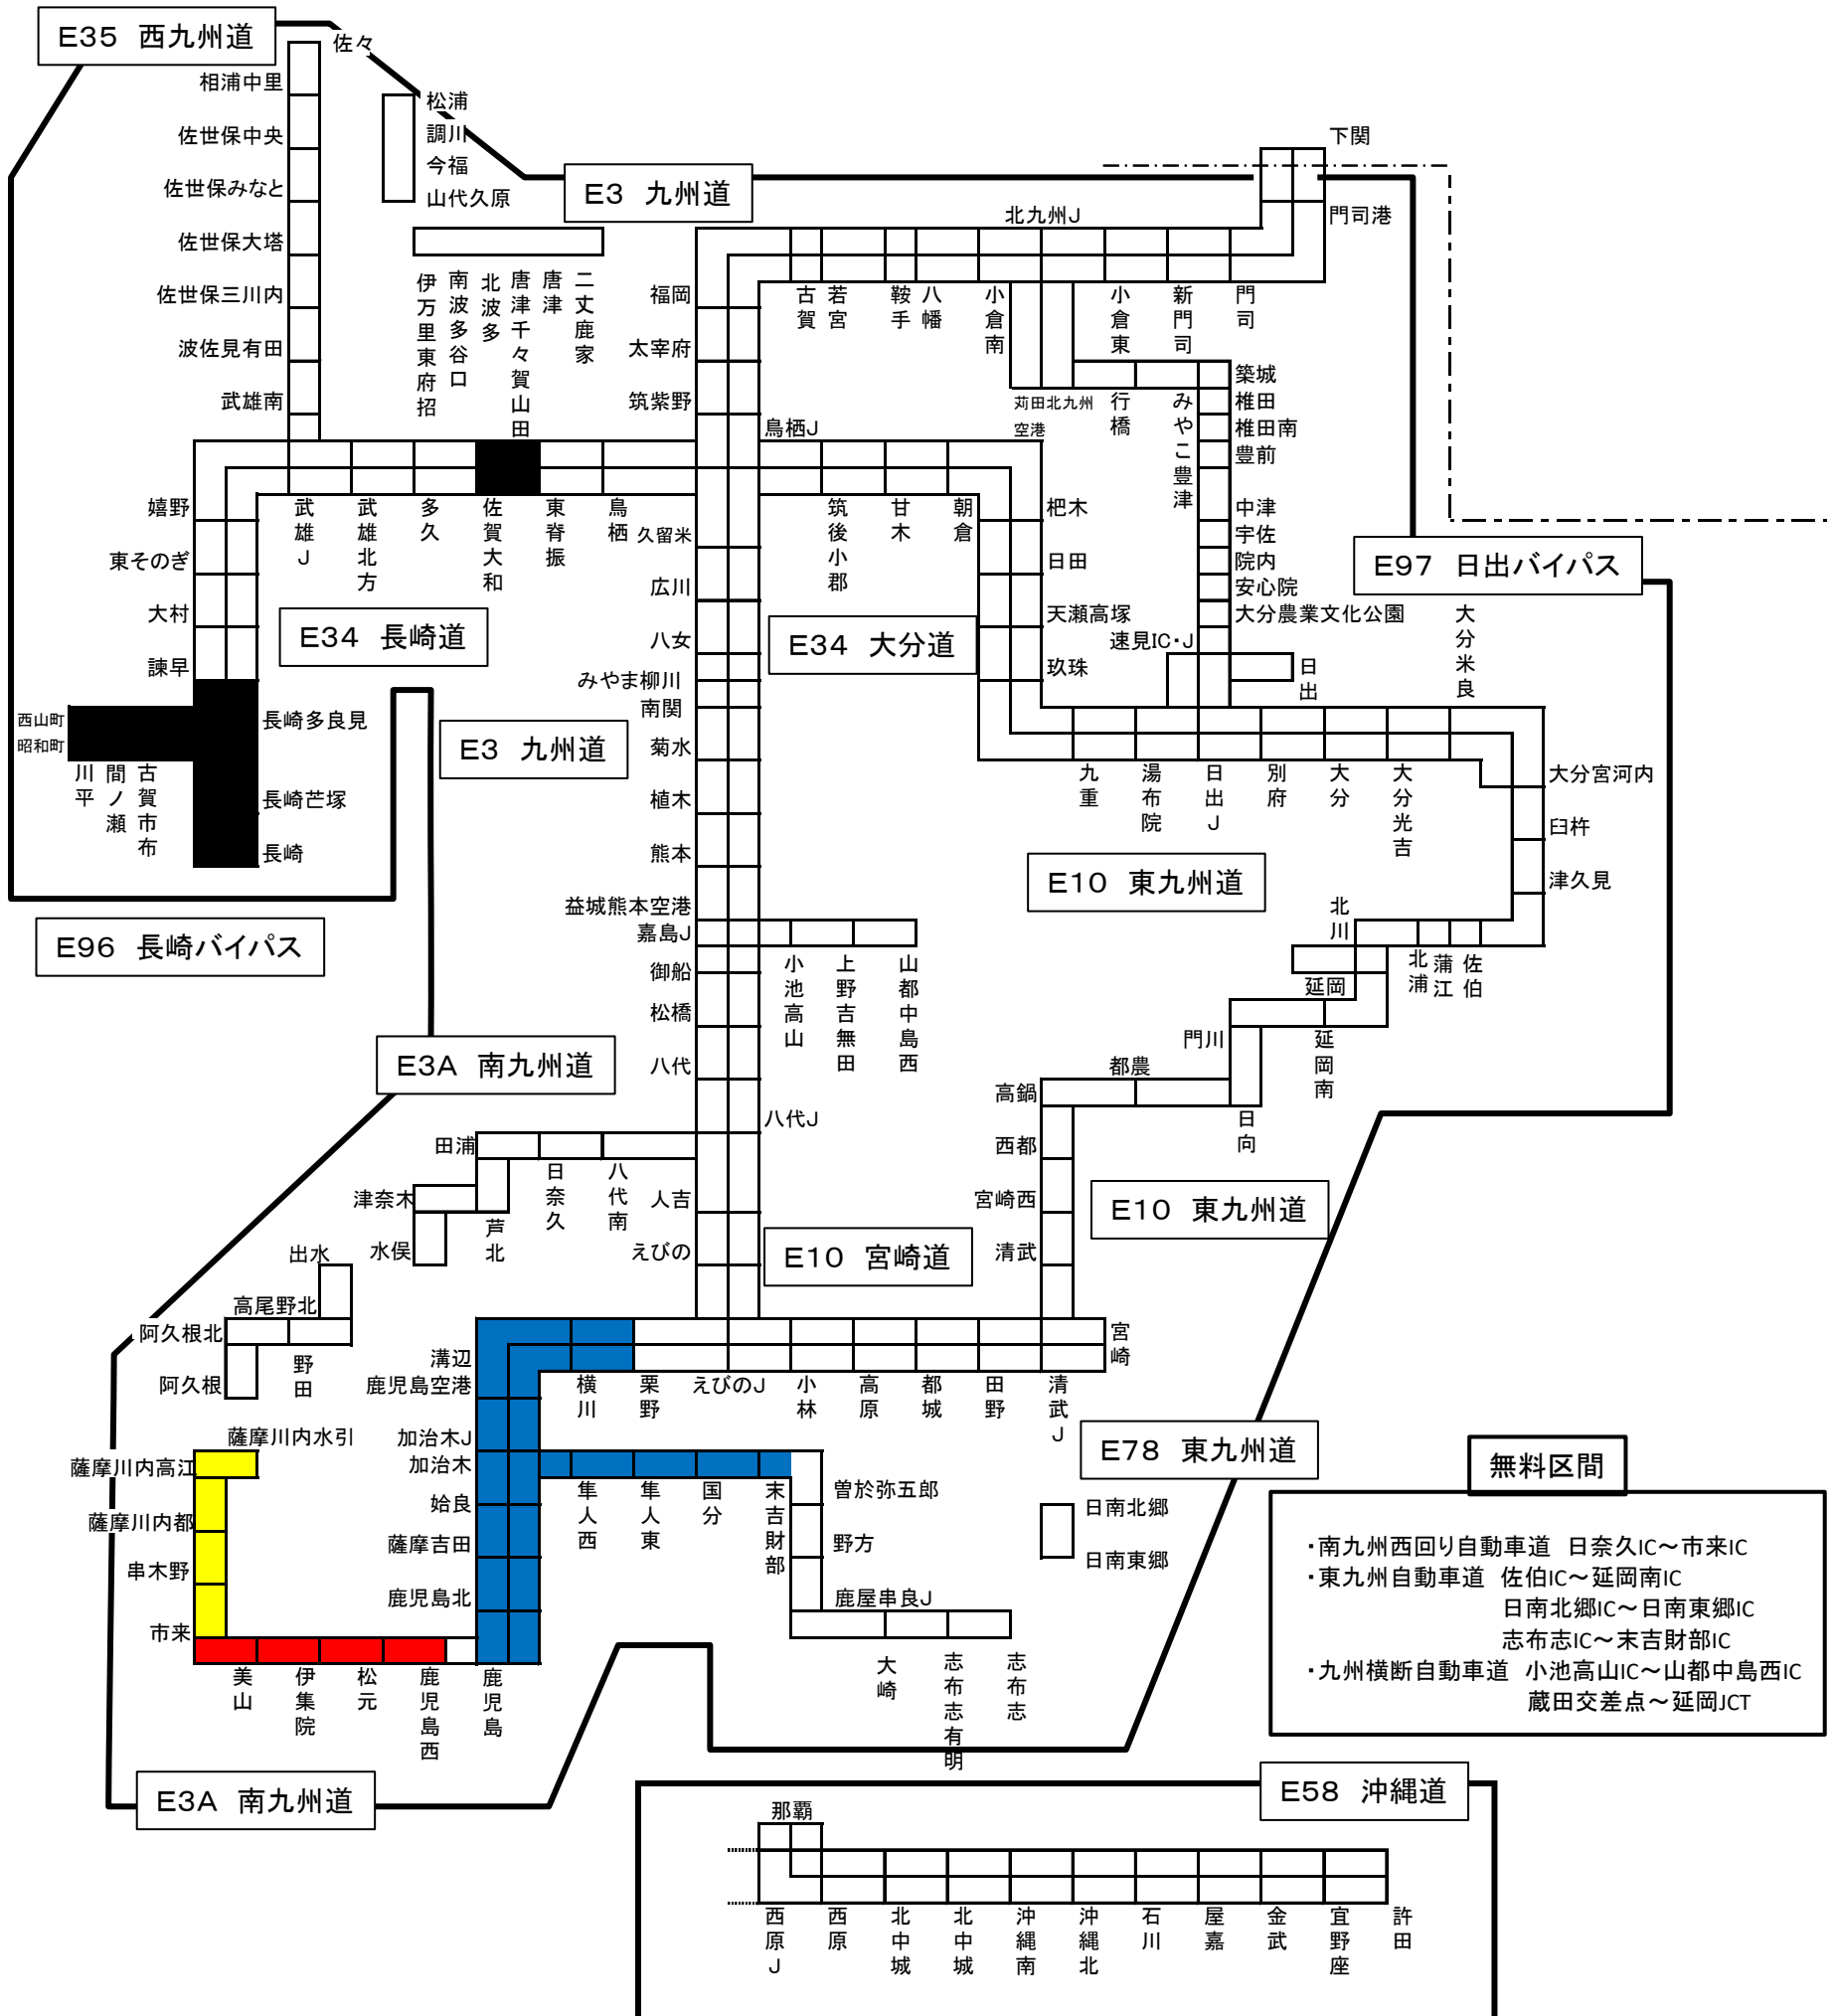 E35 西九州道
佐々
相浦中里
佐世保中央
佐世保みなと
佐世保大塔
佐世保三川内
波佐見有田
武雄南
松浦
調川
今福
山代久原
E3 九州道
伊万里東府招
南波多谷口
北波多
唐津千々賀山田
唐津
二丈鹿家
下関
門司港
北九州J
福岡
太宰府
筑紫野
鳥栖J
古賀
若宮
鞍手
八幡
小倉南
小倉東
新門司
門司
苅田北九州
空港
行橋
みやこ豊津
築城
椎田
椎田南
豊前
中津
宇佐
院内
安心院
大分農業文化公園
速見IC・J
日出
E97 日出バイパス
大分米良
嬉野
東そのぎ
大村
諫早
武雄J
武雄北方
多久
佐賀大和
東脊振
鳥栖
久留米
広川
八女
みやま柳川
南関
菊水
植木
熊本
益城熊本空港
嘉島J
御船
松橋
八代
八代J
人吉
えびの
筑後小郡
甘木
朝倉
杷木
日田
天瀬高塚
玖珠
E34 長崎道
E34 大分道
西山町
昭和町
川平
間ノ瀬
古賀市布
長崎多良見
長崎芒塚
長崎
E3 九州道
九重
湯布院
日出J
別府
大分
大分光吉
大分宮河内
臼杵
津久見
E10 東九州道
E96 長崎バイパス
小池高山
上野吉無田
山都中島西
北川
北浦
蒲江
佐伯
延岡
延岡南
門川
日向
都農
高鍋
西都
宮崎西
清武
E3A 南九州道
田浦
日奈久
八代南
津奈木
芦北
水俣
出水
高尾野北
阿久根北
野田
阿久根
E10 東九州道
E10 宮崎道
溝辺
鹿児島空港
横川
栗野
えびのJ
小林
高原
都城
田野
清武J
宮崎
E78 東九州道
薩摩川内水引
薩摩川内高江
薩摩川内都
串木野
市来
美山
伊集院
松元
鹿児島西
鹿児島
加治木J
加治木
姶良
薩摩吉田
鹿児島北
隼人西
隼人東
国分
末吉財部
曽於弥五郎
野方
鹿屋串良J
大崎
志布志有明
志布志
日南北郷
日南東郷
無料区間
・南九州西回り自動車道 日奈久IC～市来IC
・東九州自動車道 佐伯IC～延岡南IC
日南北郷IC～日南東郷IC
志布志IC～末吉財部IC
・九州横断自動車道 小池高山IC～山都中島西IC
蔵田交差点～延岡JCT
E3A 南九州道
E58 沖縄道
那覇
西原J
西原
北中城
北中城
沖縄南
沖縄北
石川
屋嘉
金武
宜野座
許田